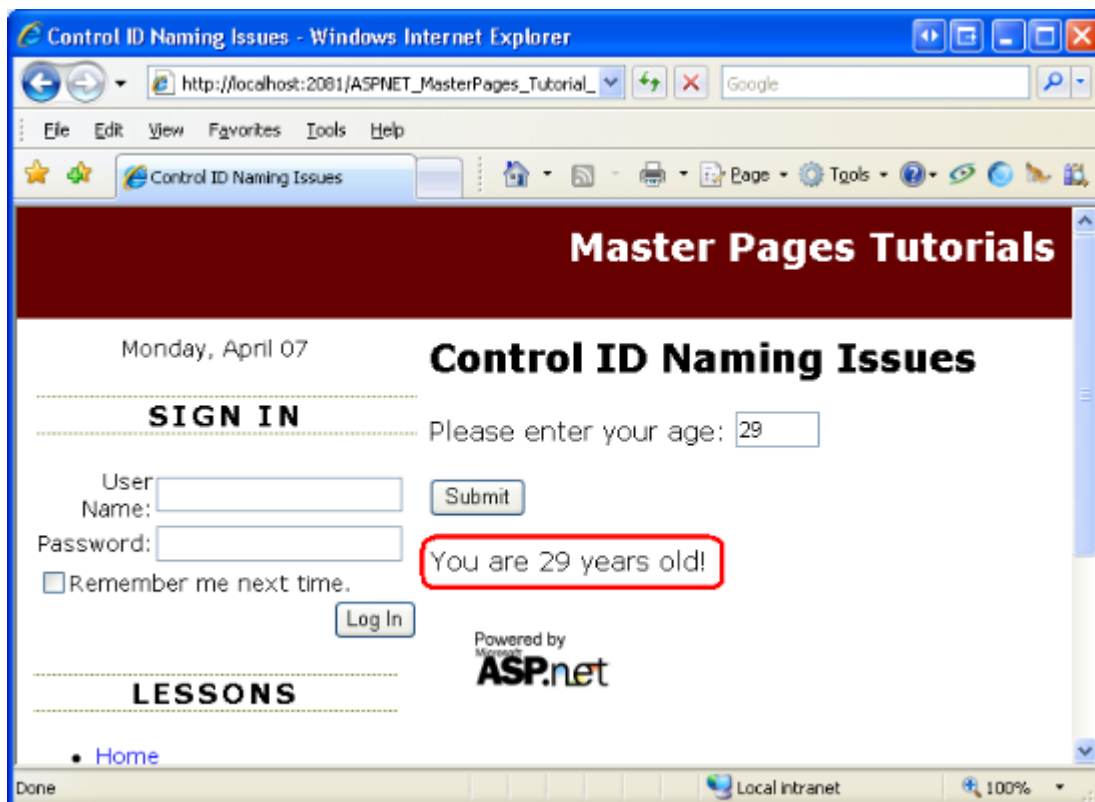 Control ID Naming Issues - Windows Internet Explorer
http://localhost:2081/ASPNET_MasterPages_Tutorial_
Google
File Edit View Favorites Tools Help
Control ID Naming Issues
Page Tools
Master Pages Tutorials
Monday, April 07
SIGN IN
User
Name:
Password:
Remember me next time.
Log In
LESSONS
Home
Control ID Naming Issues
Please enter your age: 29
Submit
You are 29 years old!
Powered by
Microsoft
ASP.net
Done
Local intranet
100%